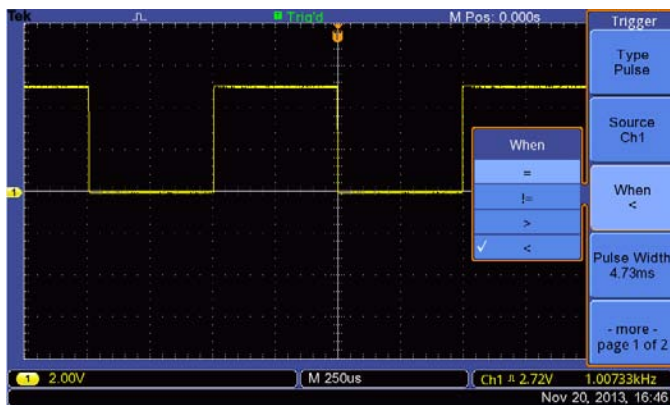 Tek
T Trig'd
M Pos: 0.000s
T
Trigger
Type
Pulse
Source
Ch1
When
<
Pulse Width
4.73ms
- more -
page 1 of 2
When
=
!=
>
✓ <
1
1 2.00V
M 250us
Ch1 2.72V
1.00733kHz
Nov 20, 2013, 16:46